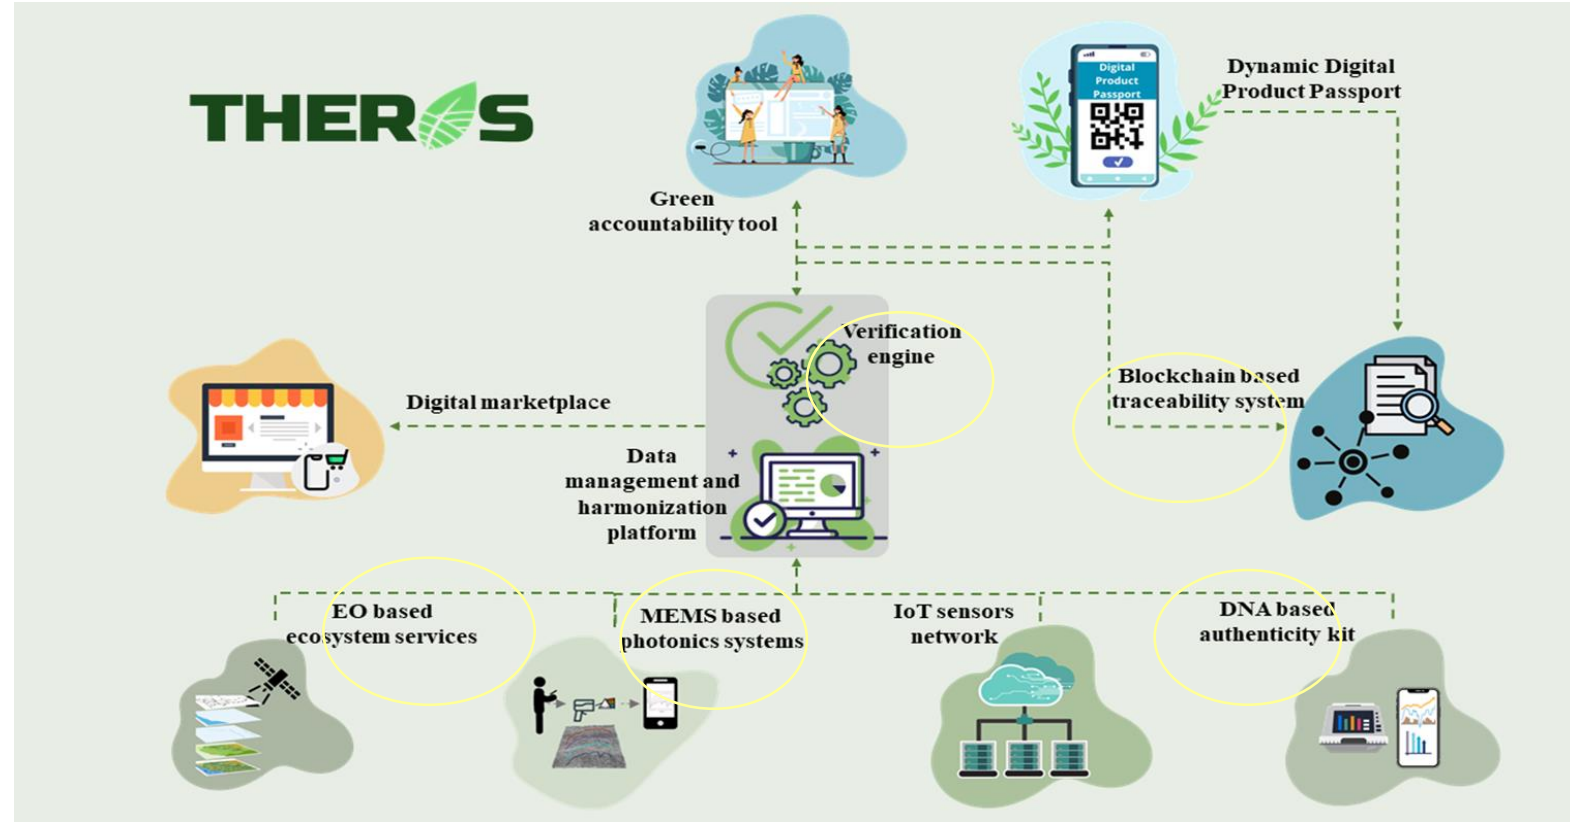 THEROS
Digital
Product
Passport
Dynamic Digital
Product Passport
Green
accountability tool
Verification
engine
Blockchain based
traceability system
Digital marketplace
Data
management and
harmonization
platform
EO based
ecosystem services
MEMS based
photonics systems
IoT sensors
network
DNA based
authenticity kit